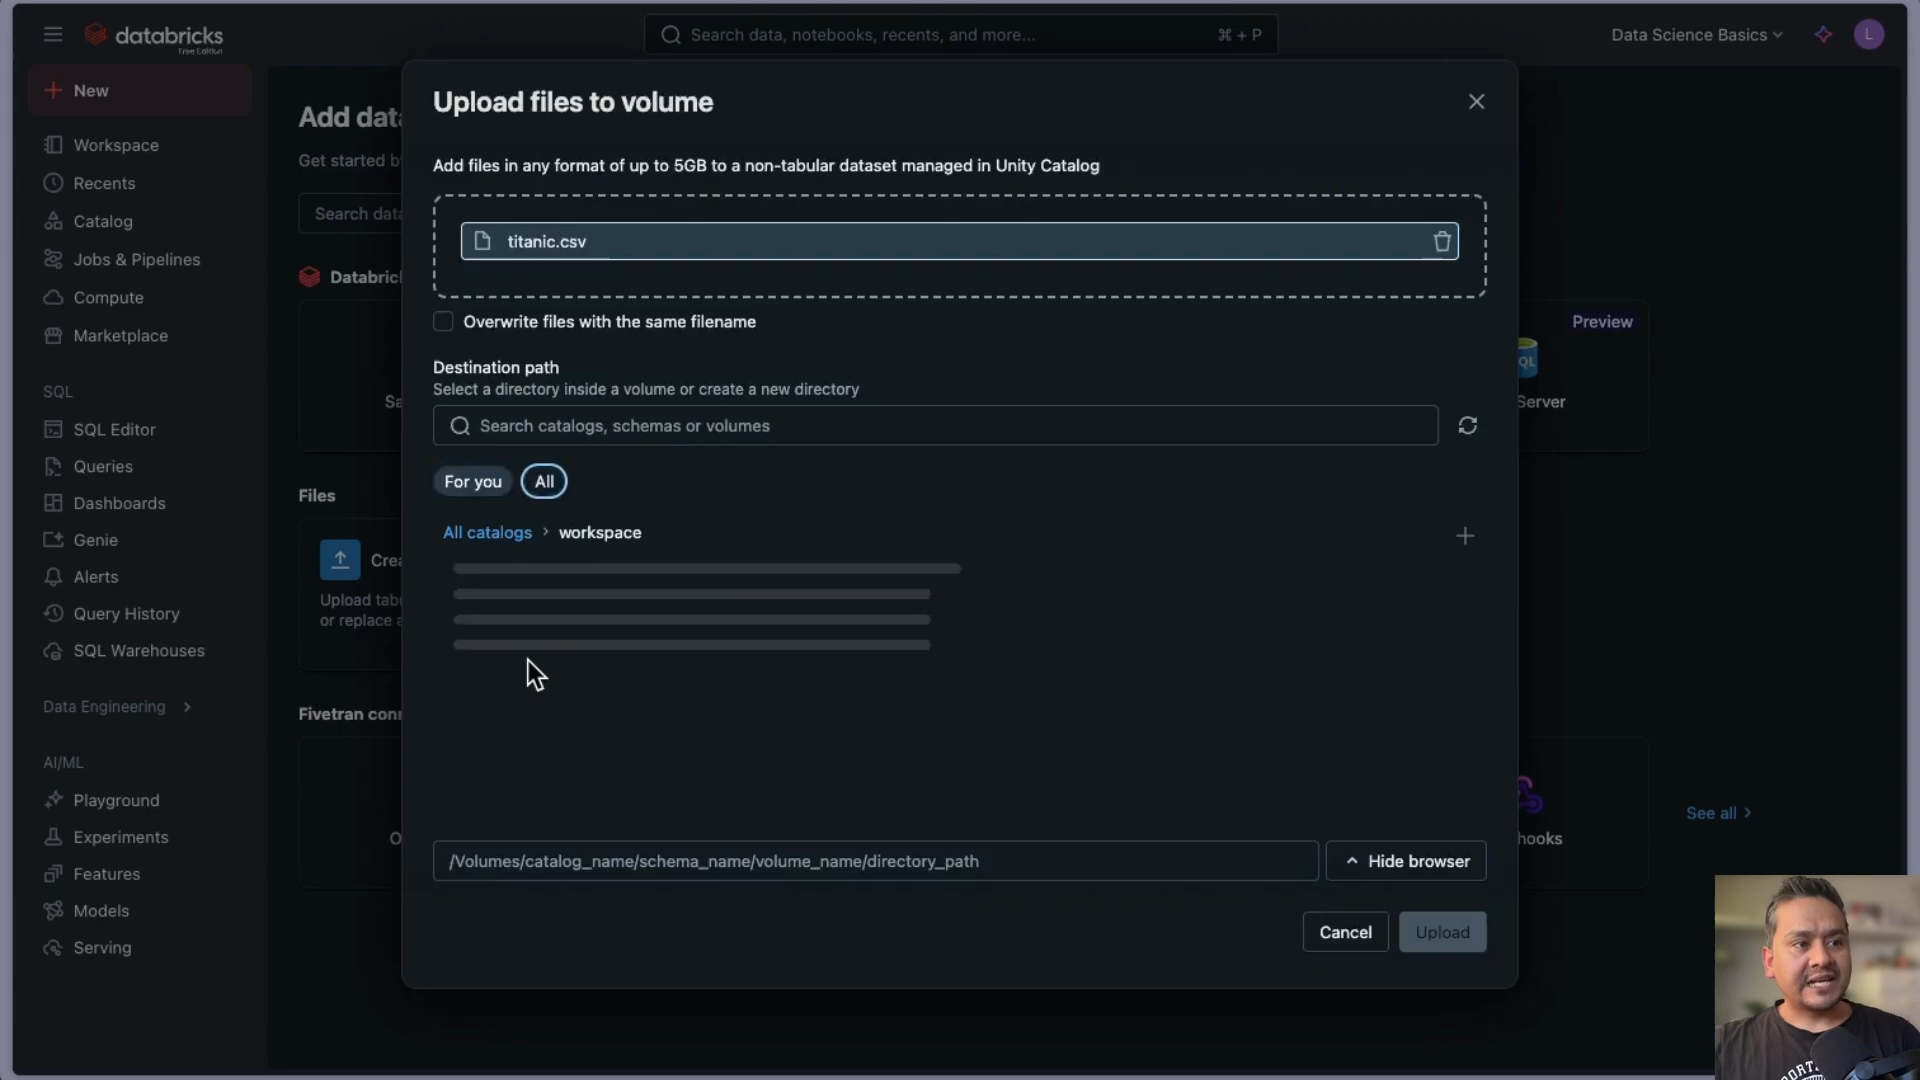 databricks
Free Edition
Search data, notebooks, recents, and more...
⌘ + P
Data Science Basics
L
New
Workspace
Recents
Catalog
Jobs & Pipelines
Compute
Marketplace
SQL
SQL Editor
Queries
Dashboards
Genie
Alerts
Query History
SQL Warehouses
Data Engineering
AI/ML
Playground
Experiments
Features
Models
Serving
Add data
Get started b
Search data
Databric
Sa
Files
Crea
Upload tab
or replace a
Fivetran con
O
Upload files to volume
Add files in any format of up to 5GB to a non-tabular dataset managed in Unity Catalog
titanic.csv
Overwrite files with the same filename
Destination path
Select a directory inside a volume or create a new directory
Search catalogs, schemas or volumes
For you
All
All catalogs › workspace
/Volumes/catalog_name/schema_name/volume_name/directory_path
Hide browser
Cancel
Upload
Preview
QL
Server
hooks
See all